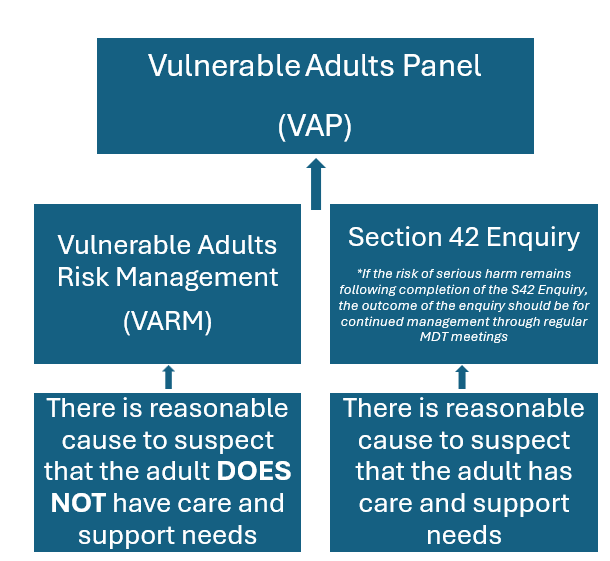 Vulnerable Adults Panel
(VAP)
Vulnerable Adults
Risk Management
(VARM)
Section 42 Enquiry
*If the risk of serious harm remains
following completion of the S42 Enquiry,
the outcome of the enquiry should be for
continued management through regular
MDT meetings
There is reasonable
cause to suspect
that the adult DOES
NOT have care and
support needs
There is reasonable
cause to suspect
that the adult has
care and support
needs